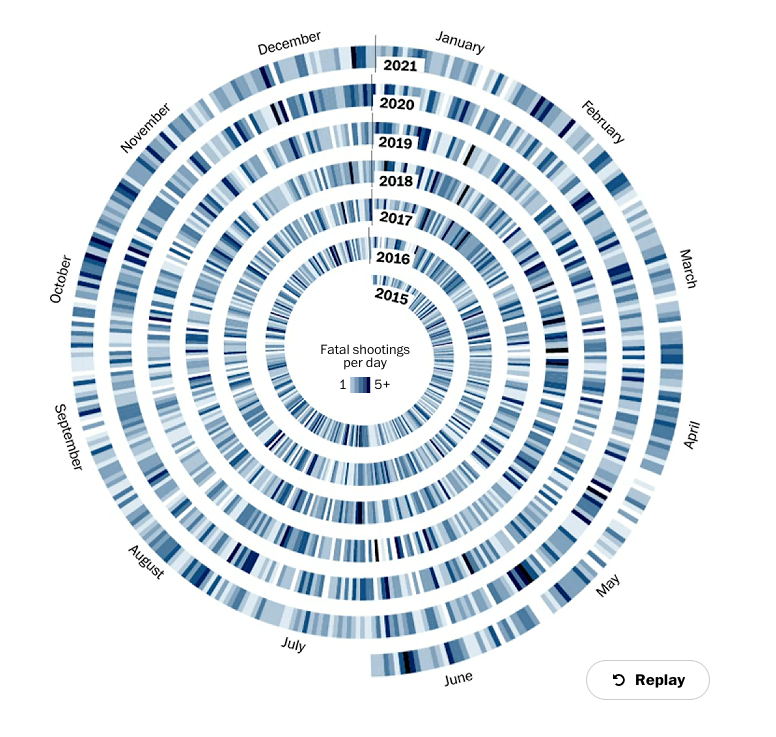 December
January
2021
November
2020
February
2019
2018
2017
2016
October
March
2015
Fatal shootings
per day
1 5+
September
April
August
May
July
June
Replay